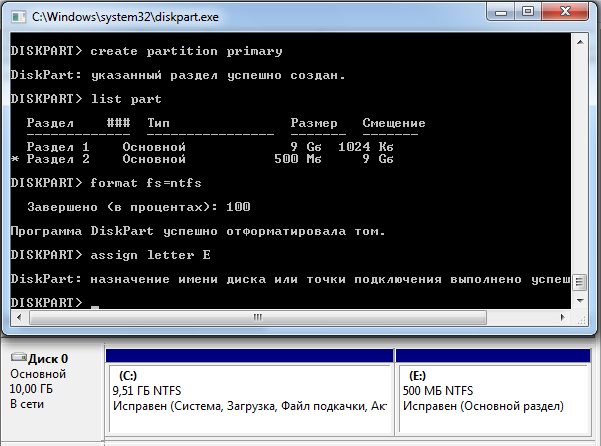 C:\Windows\system32\diskpart.exe
DISKPART> create partition primary
DiskPart: указанный раздел успешно создан.
DISKPART> list part
Раздел ### Тип Размер Смещение
------------- ---------------- ------- --------
Раздел 1 Основной 9 Gб 1024 Kб
* Раздел 2 Основной 500 Mб 9 Gб
DISKPART> format fs=ntfs
Завершено (в процентах): 100
Программа DiskPart успешно отформатировала том.
DISKPART> assign letter E
DiskPart: назначение имени диска или точки подключения выполнено успеш
DISKPART>
Диск 0
Основной
10,00 ГБ
В сети
(C:)
9,51 ГБ NTFS
Исправен (Система, Загрузка, Файл подкачки, Ак
(E:)
500 МБ NTFS
Исправен (Основной раздел)